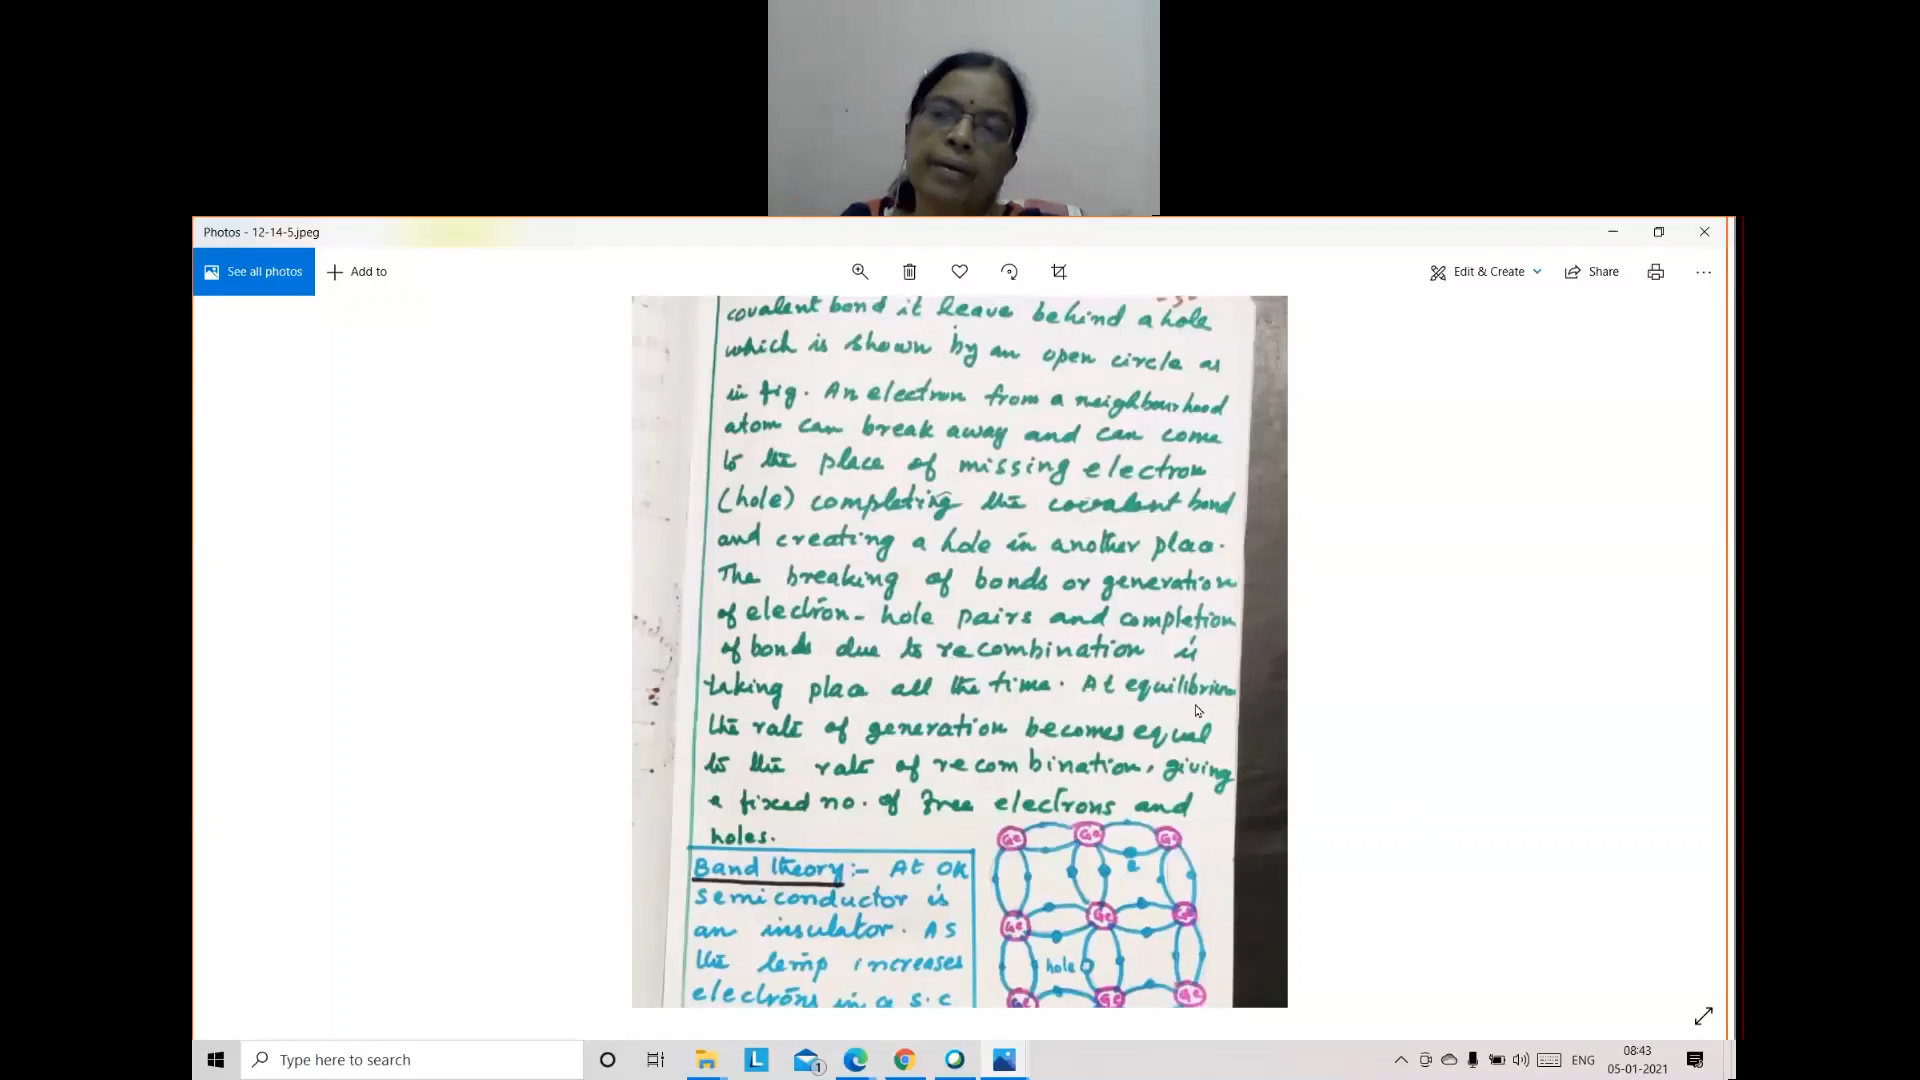 Photos - 12-14-5.jpeg
See all photos
Add to
Edit & Create
Share
-3-
covalent bond it leave behind a hole
which is shown by an open circle as
in fig. An electron from a neighbourhood
atom can break away and can come
to the place of missing electron
(hole) completing the covalent bond
and creating a hole in another place.
The breaking of bonds or generation
of electron-hole pairs and completion
of bonds due to recombination is
taking place all the time. At equilibrium
the rate of generation becomes equal
to the rate of recombination, giving
a fixed no. of free electrons and
holes.
Band theory:- At OK
semiconductor is
an insulator. As
the temp increases
electrons in a s.c
Ge Ge Ge
e
Ge Ge Ge
hole
Ge Ge Ge
Type here to search
L
1
ENG
08:43
05-01-2021